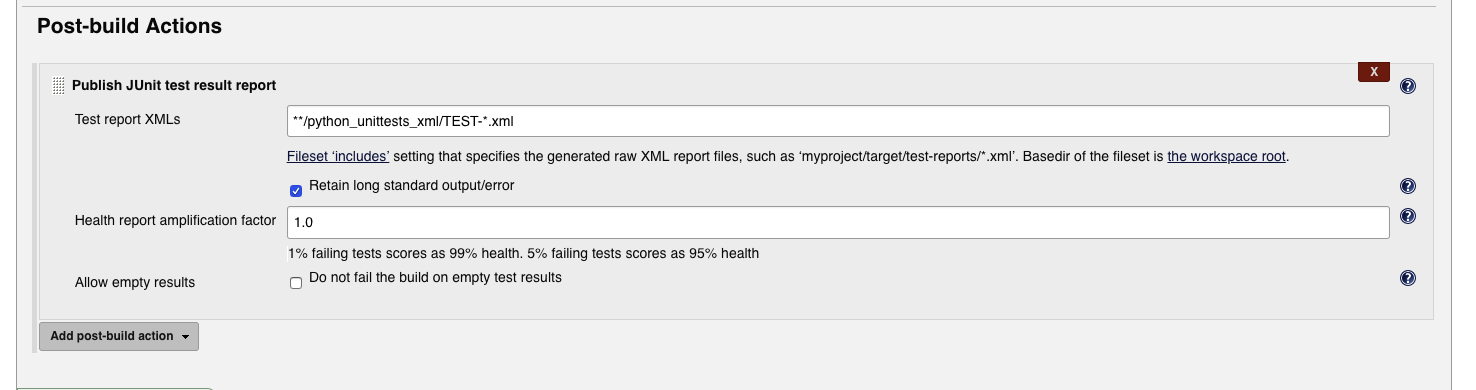 Post-build Actions
X
Publish JUnit test result report ?
Test report XMLs **/python_unittests_xml/TEST-*.xml
Fileset ‘includes’ setting that specifies the generated raw XML report files, such as ‘myproject/target/test-reports/*.xml’. Basedir of the fileset is the workspace root.
Retain long standard output/error ?
Health report amplification factor 1.0 ?
1% failing tests scores as 99% health. 5% failing tests scores as 95% health
Allow empty results Do not fail the build on empty test results ?
Add post-build action